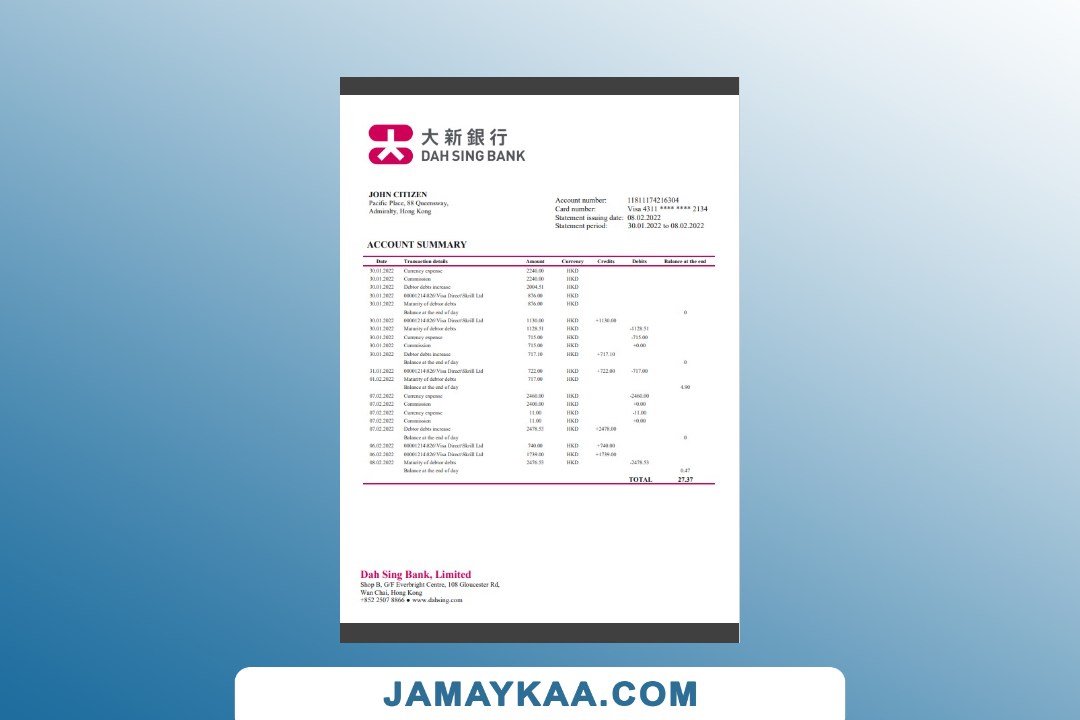 大新銀行
DAH SING BANK
JOHN CITIZEN
Pacific Place, 88 Queensway,
Admiralty, Hong Kong
Account number: 11811174216304
Card number: Visa 4311 **** **** 2134
Statement issuing date: 08.02.2022
Statement period: 30.01.2022 to 08.02.2022
ACCOUNT SUMMARY
Date Transaction details Amount Currency Credits Debits Balance at the end
30.01.2022 Currency expense 2240.00 HKD
30.01.2022 Commission 2240.00 HKD
30.01.2022 Debtor debts increase 2004.51 HKD
30.01.2022 00001214\026\Visa Direct\Skrill Ltd 876.00 HKD
30.01.2022 Maturity of debtor debts 876.00 HKD
Balance at the end of day 0
30.01.2022 00001214\026\Visa Direct\Skrill Ltd 1130.00 HKD +1130.00
30.01.2022 Maturity of debtor debts 1128.51 HKD -1128.51
30.01.2022 Currency expense 715.00 HKD -715.00
30.01.2022 Commission 715.00 HKD +0.00
30.01.2022 Debtor debts increase 717.10 HKD +717.10
Balance at the end of day 0
31.01.2022 00001214\026\Visa Direct\Skrill Ltd 722.00 HKD +722.00 -717.00
01.02.2022 Maturity of debtor debts 717.00 HKD
Balance at the end of day 4.90
07.02.2022 Currency expense 2460.00 HKD -2460.00
07.02.2022 Commission 2400.00 HKD +0.00
07.02.2022 Currency expense 11.00 HKD -11.00
07.02.2022 Commission 11.00 HKD +0.00
07.02.2022 Debtor debts increase 2478.53 HKD +2478.00
Balance at the end of day 0
06.02.2022 00001214\026\Visa Direct\Skrill Ltd 740.00 HKD +740.00
06.02.2022 00001214\026\Visa Direct\Skrill Ltd 1739.00 HKD +1739.00
08.02.2022 Maturity of debtor debts 2478.53 HKD -2478.53
Balance at the end of day 0.47
TOTAL 27.37
Dah Sing Bank, Limited
Shop B, G/F Everbright Centre, 108 Gloucester Rd,
Wan Chai, Hong Kong
+852 2507 8866 ● www.dahsing.com
JAMAYKAA.COM